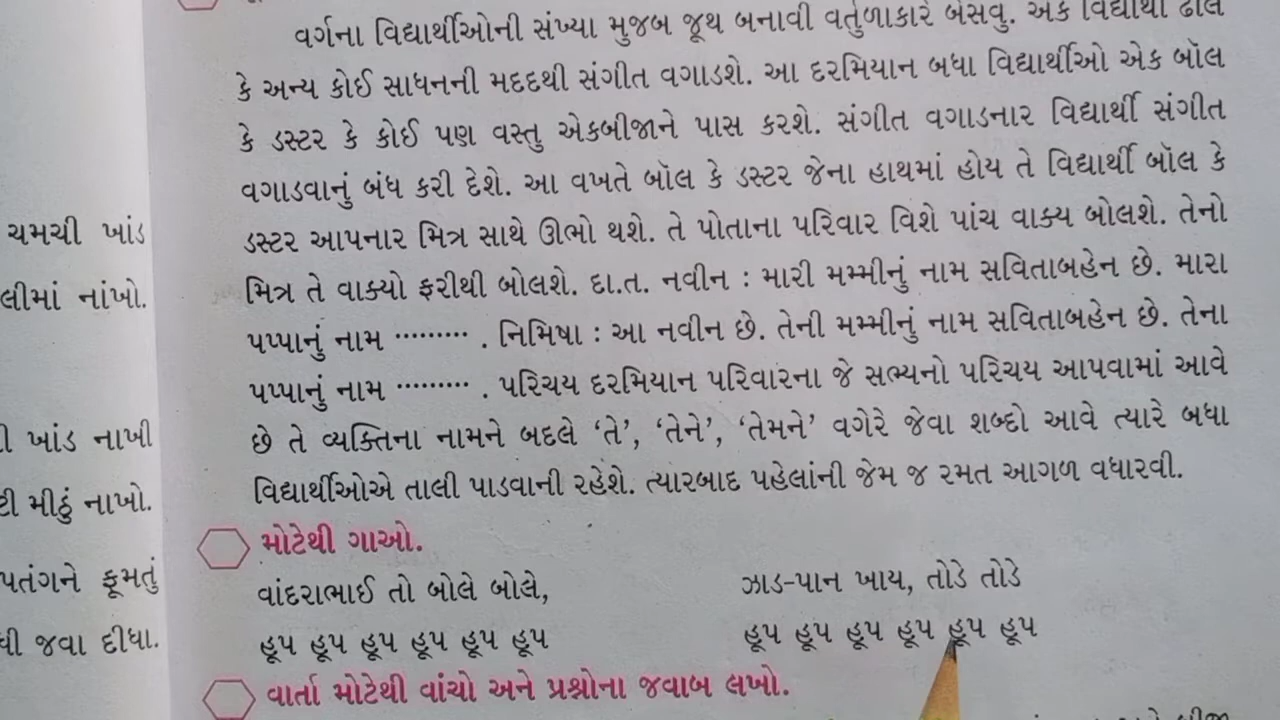 ચમચી ખાંડ
લીમાં નાંખો.
ખાંડ નાખી
મીઠું નાખો.
પતંગને ફૂમતું
જવા દીધા.
વર્ગના વિદ્યાર્થીઓની સંખ્યા મુજબ જૂથ બનાવી વર્તુળાકારે બેસવું. એક વિદ્યાર્થી ઢોલ
કે અન્ય કોઈ સાધનની મદદથી સંગીત વગાડશે. આ દરમિયાન બધા વિદ્યાર્થીઓ એક બૉલ
કે ડસ્ટર કે કોઈ પણ વસ્તુ એકબીજાને પાસ કરશે. સંગીત વગાડનાર વિદ્યાર્થી સંગીત
વગાડવાનું બંધ કરી દેશે. આ વખતે બૉલ કે ડસ્ટર જેના હાથમાં હોય તે વિદ્યાર્થી બૉલ કે
ડસ્ટર આપનાર મિત્ર સાથે ઊભો થશે. તે પોતાના પરિવાર વિશે પાંચ વાક્ય બોલશે. તેનો
મિત્ર તે વાક્યો ફરીથી બોલશે. દા.ત. નવીન : મારી મમ્મીનું નામ સવિતાબહેન છે. મારા
પપ્પાનું નામ ......... . નિમિષા : આ નવીન છે. તેની મમ્મીનું નામ સવિતાબહેન છે. તેના
પપ્પાનું નામ ......... . પરિચય દરમિયાન પરિવારના જે સભ્યનો પરિચય આપવામાં આવે
છે તે વ્યક્તિના નામને બદલે ‘તે’, ‘તેને’, ‘તેમને’ વગેરે જેવા શબ્દો આવે ત્યારે બધા
વિદ્યાર્થીઓએ તાલી પાડવાની રહેશે. ત્યારબાદ પહેલાંની જેમ જ રમત આગળ વધારવી.
મોટેથી ગાઓ.
વાંદરાભાઈ તો બોલે બોલે,
હૂપ હૂપ હૂપ હૂપ હૂપ હૂપ
ઝાડ-પાન ખાય, તોડે તોડે
હૂપ હૂપ હૂપ હૂપ હૂપ હૂપ
વાર્તા મોટેથી વાંચો અને પ્રશ્નોના જવાબ લખો.